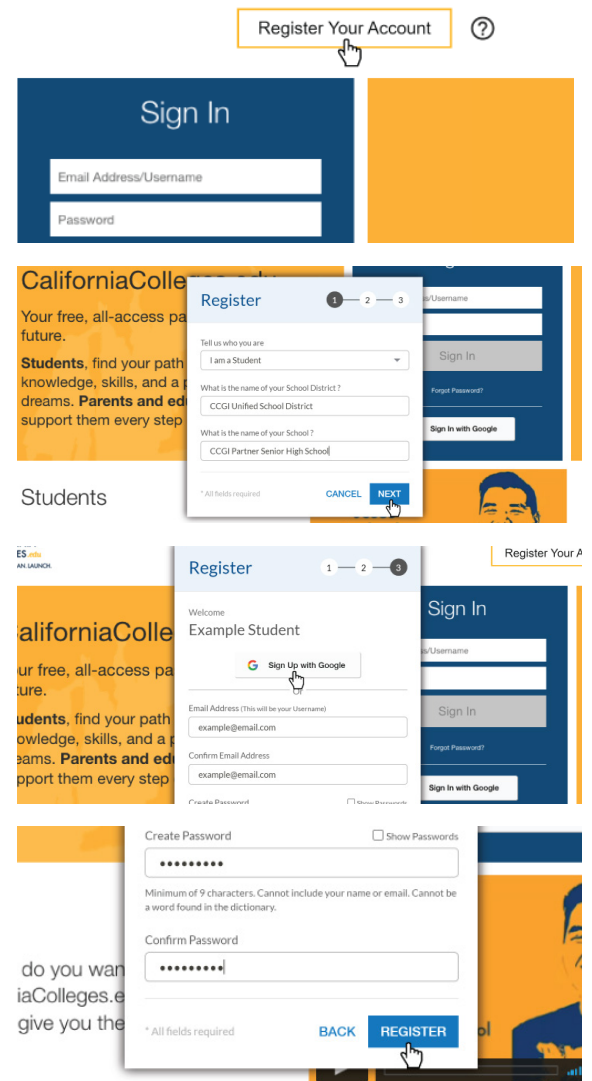 Register Your Account
?
Sign In
Email Address/Username
Password
CaliforniaColleges.edu
Your free, all-access pa
future.
Students, find your path
knowledge, skills, and a p
dreams. Parents and edu
support them every step
Students
Register
1 2 3
Tell us who you are
I am a Student
What is the name of your School District ?
CCGI Unified School District
What is the name of your School ?
CCGI Partner Senior High School
* All fields required
CANCEL
NEXT
ss/Username
Sign In
Forgot Password?
Sign In with Google
ES.edu
AN. LAUNCH.
Register Your A
aliforniaColle
ur free, all-access pa
ture.
udents, find your path
owledge, skills, and a p
eams. Parents and edu
pport them every step
Register
1 2 3
Welcome
Example Student
Sign Up with Google
Or
Email Address (This will be your Username)
example@email.com
Confirm Email Address
example@email.com
Create Password
Show Passwords
Sign In
ss/Username
Sign In
Forgot Password?
Sign In with Google
do you wan
iaColleges.e
give you the
Create Password
Show Passwords
•••••••••
Minimum of 9 characters. Cannot include your name or email. Cannot be
a word found in the dictionary.
Confirm Password
•••••••••
* All fields required
BACK
REGISTER
ol